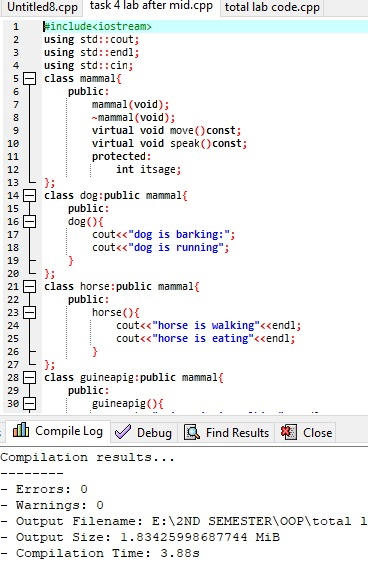 Untitled8.cpp task 4 lab after mid.cpp total lab code.cpp
1 #include<iostream>
2 using std::cout;
3 using std::endl;
4 using std::cin;
5 class mammal{
6 public:
7 mammal(void);
8 ~mammal(void);
9 virtual void move()const;
10 virtual void speak()const;
11 protected:
12 int itsage;
13 };
14 class dog:public mammal{
15 public:
16 dog(){
17 cout<<"dog is barking:";
18 cout<<"dog is running";
19 }
20 };
21 class horse:public mammal{
22 public:
23 horse(){
24 cout<<"horse is walking"<<endl;
25 cout<<"horse is eating"<<endl;
26 }
27 };
28 class guineapig:public mammal{
29 public:
30 guineapig(){
Compile Log Debug Find Results Close
Compilation results...
--------
- Errors: 0
- Warnings: 0
- Output Filename: E:\2ND SEMESTER\OOP\total l
- Output Size: 1.83425998687744 MiB
- Compilation Time: 3.88s